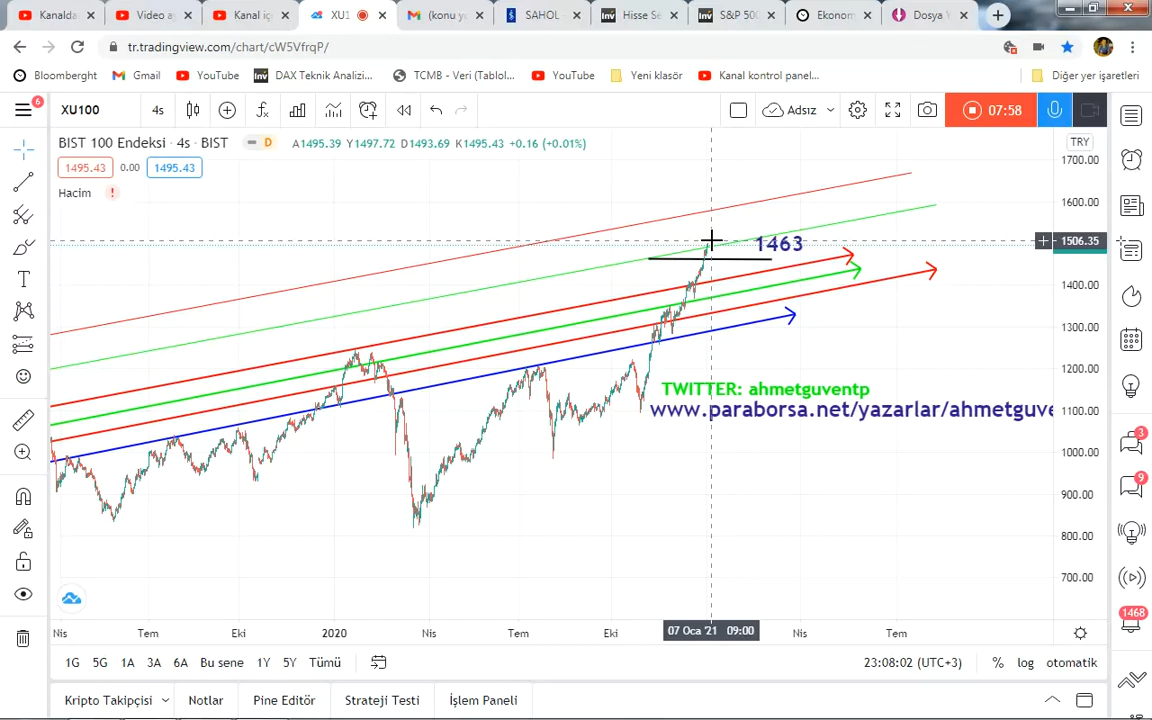 Kanalda
Video a
Kanal iç
XU1
(konu y
SAHOL
Hisse Se
S&P 500
Ekonom
Dosya Y
tr.tradingview.com/chart/cW5VfrqP/
Bloomberght
Gmail
YouTube
DAX Teknik Analizi...
TCMB - Veri (Tablol...
YouTube
Yeni klasör
Kanal kontrol panel...
Diğer yer işaretleri
6
XU100
4s
Adsız
07:58
BIST 100 Endeksi · 4s · BIST
D
A1495.39 Y1497.72 D1493.69 K1495.43 +0.16 (+0.01%)
TRY
1495.43
0.00
1495.43
Hacim
!
1700.00
1600.00
1463
1506.35
1400.00
1300.00
1200.00
TWITTER: ahmetguventp
www.paraborsa.net/yazarlar/ahmetguve
1100.00
1000.00
900.00
800.00
700.00
3
9
1468
Nis
Tem
Eki
2020
Nis
Tem
Eki
07 Oca '21 09:00
Nis
Tem
1G
5G
1A
3A
6A
Bu sene
1Y
5Y
Tümü
23:08:02 (UTC+3)
%
log
otomatik
Kripto Takipçisi
Notlar
Pine Editör
Strateji Testi
İşlem Paneli